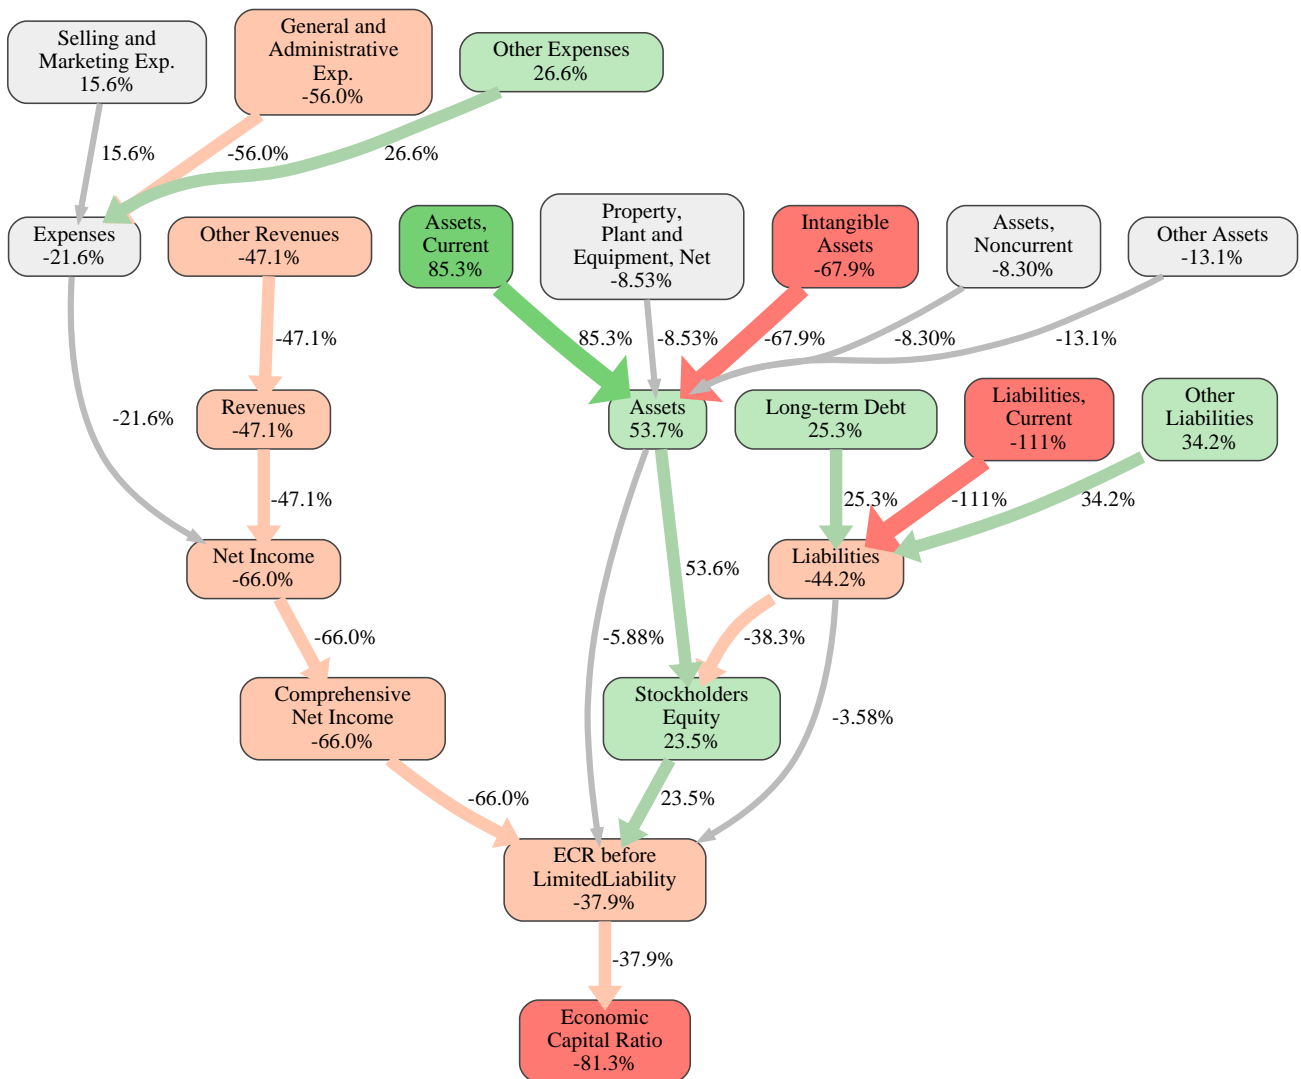 Selling and
Marketing Exp.
15.6%
General and
Administrative
Exp.
-56.0%
Other Expenses
26.6%
15.6%
-56.0%
26.6%
Expenses
-21.6%
Other Revenues
-47.1%
Assets,
Current
85.3%
Property,
Plant and
Equipment, Net
-8.53%
Intangible
Assets
-67.9%
Assets,
Noncurrent
-8.30%
Other Assets
-13.1%
-47.1%
85.3%
-8.53%
-67.9%
-8.30%
-13.1%
-21.6%
Revenues
-47.1%
Assets
53.7%
Long-term Debt
25.3%
Liabilities,
Current
-111%
Other
Liabilities
34.2%
-47.1%
25.3%
-111%
34.2%
Net Income
-66.0%
53.6%
Liabilities
-44.2%
-66.0%
-5.88%
-38.3%
Comprehensive
Net Income
-66.0%
Stockholders
Equity
23.5%
-3.58%
-66.0%
23.5%
ECR before
LimitedLiability
-37.9%
-37.9%
Economic
Capital Ratio
-81.3%